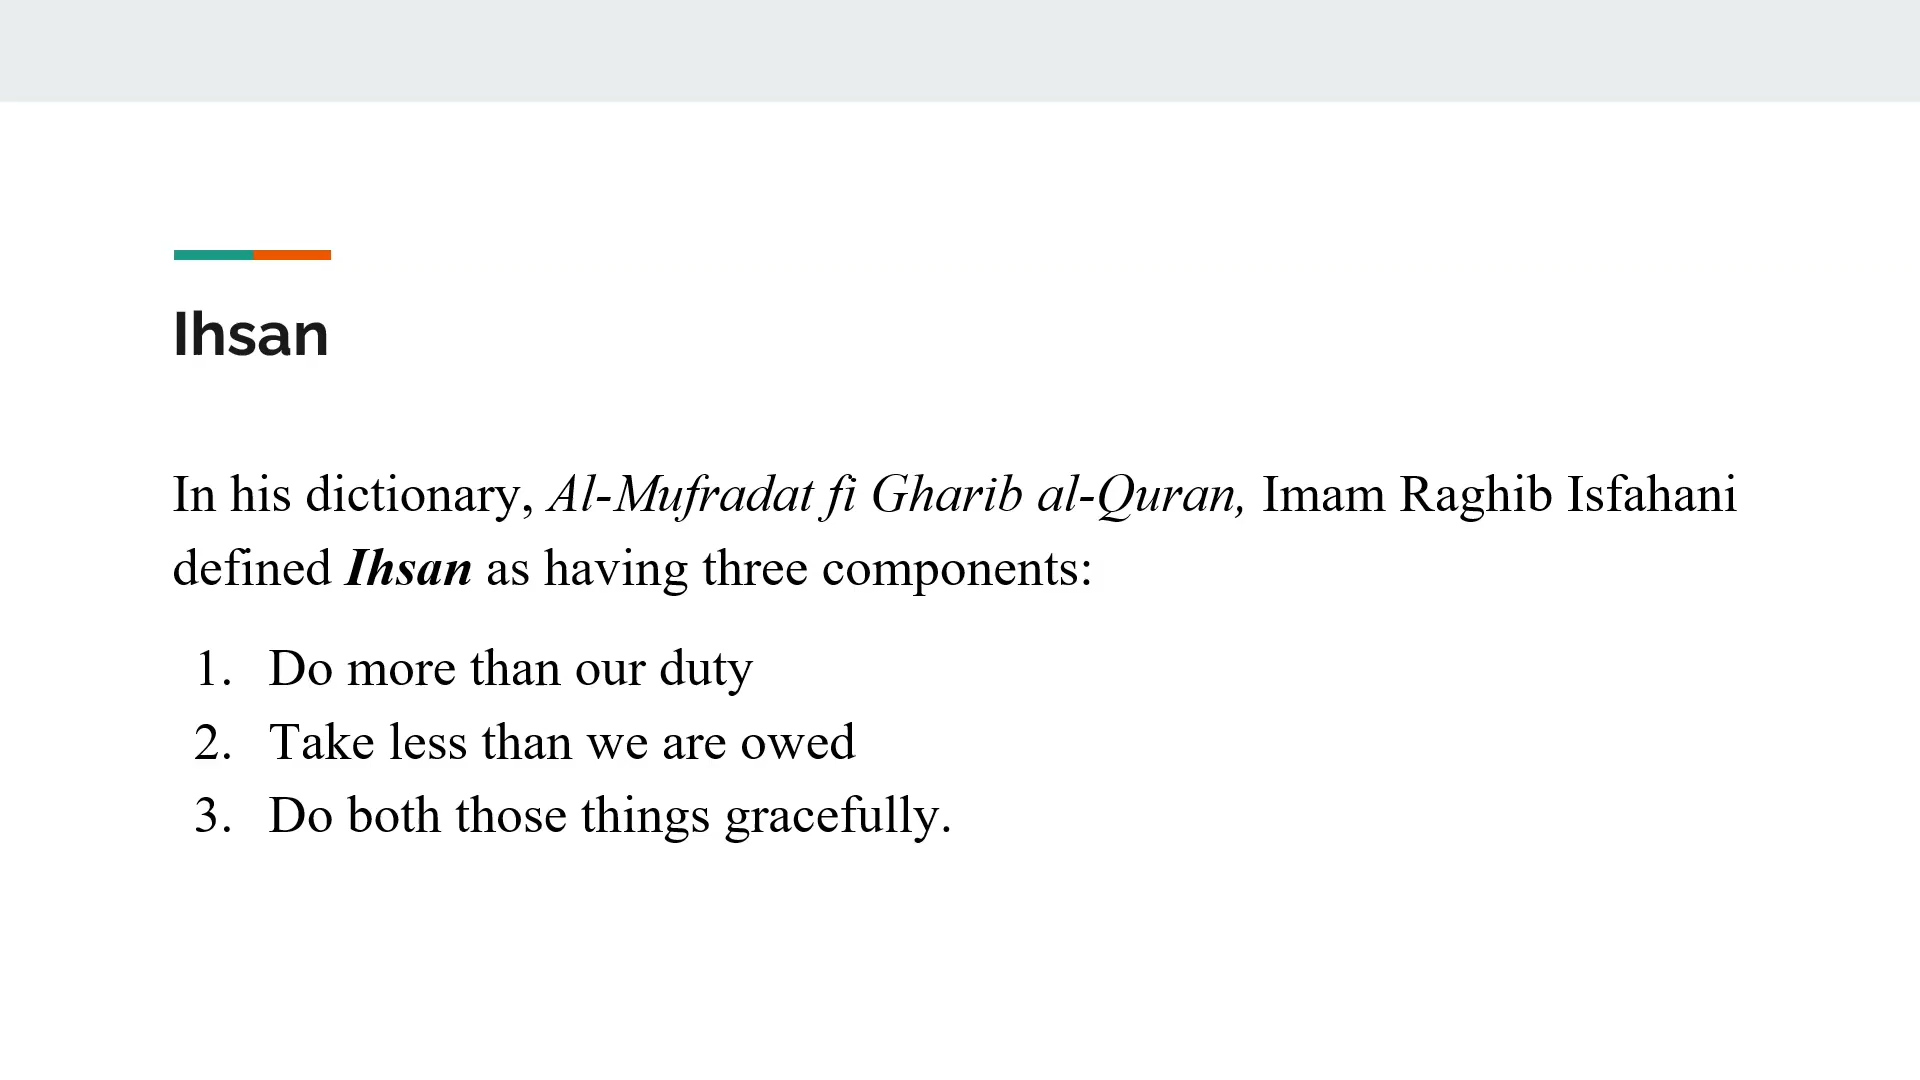 Ihsan
In his dictionary, Al-Mufradat fi Gharib al-Quran, Imam Raghib Isfahani
defined Ihsan as having three components:
1. Do more than our duty
2. Take less than we are owed
3. Do both those things gracefully.